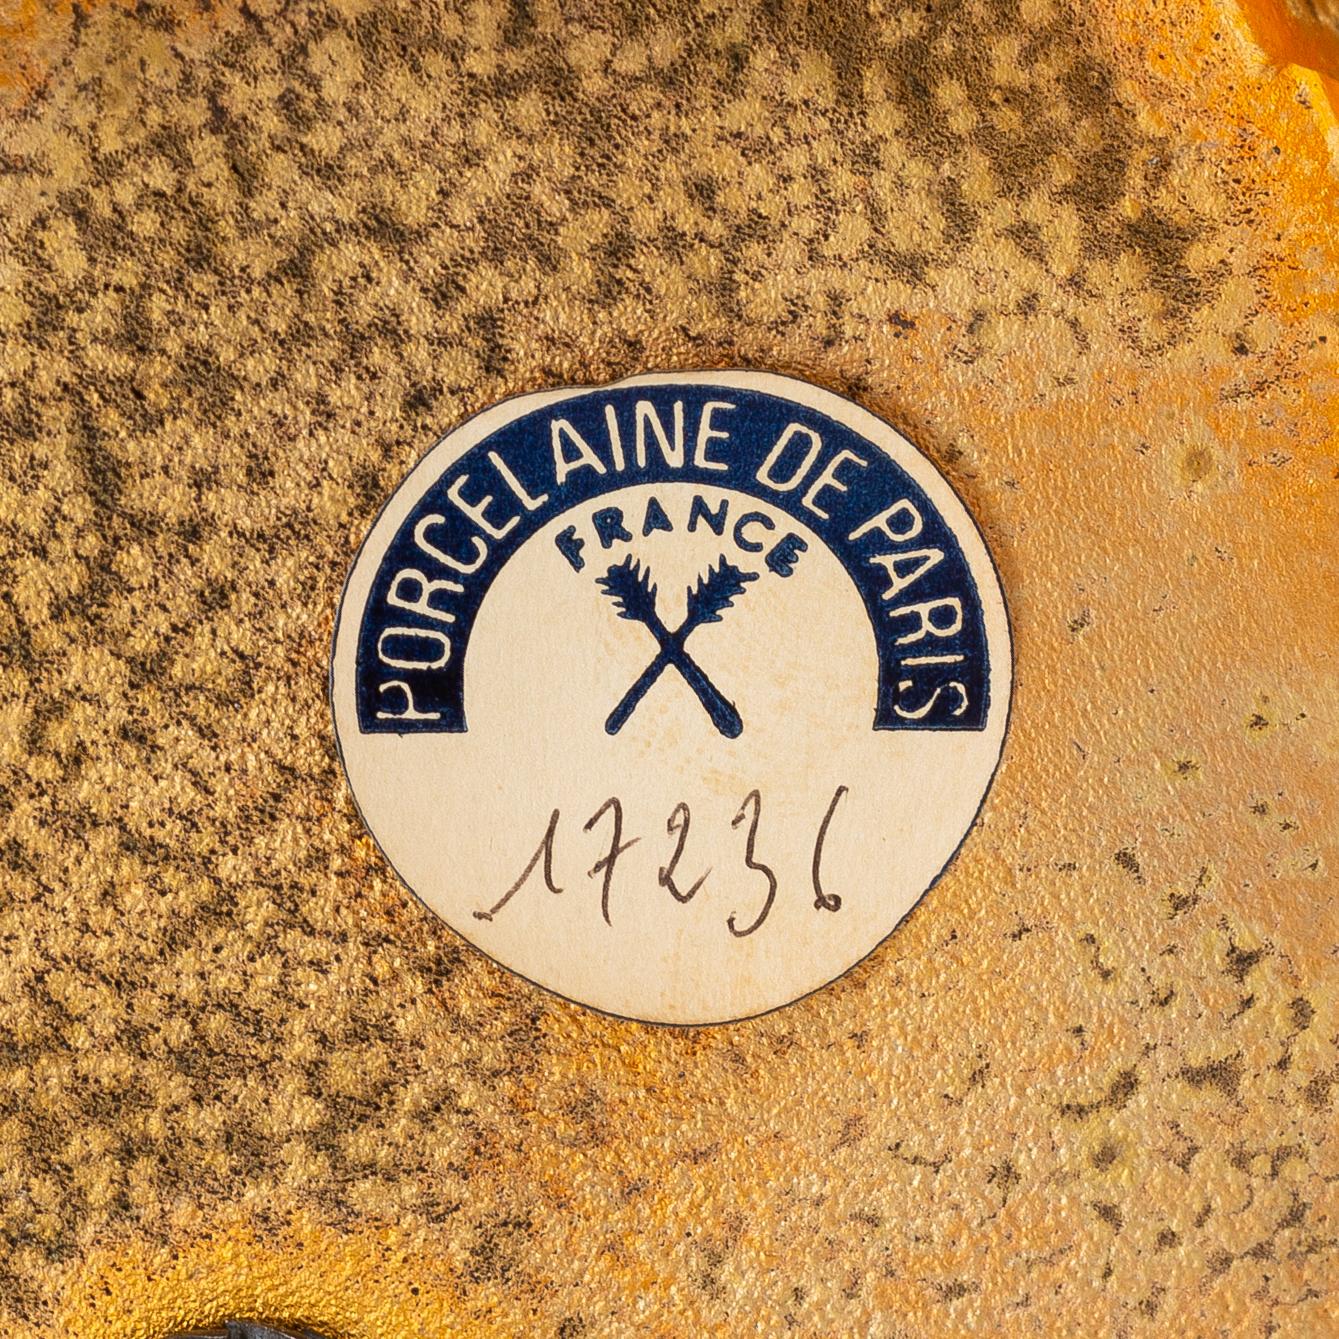 PORCELAINE DE PARIS
FRANCE
17236